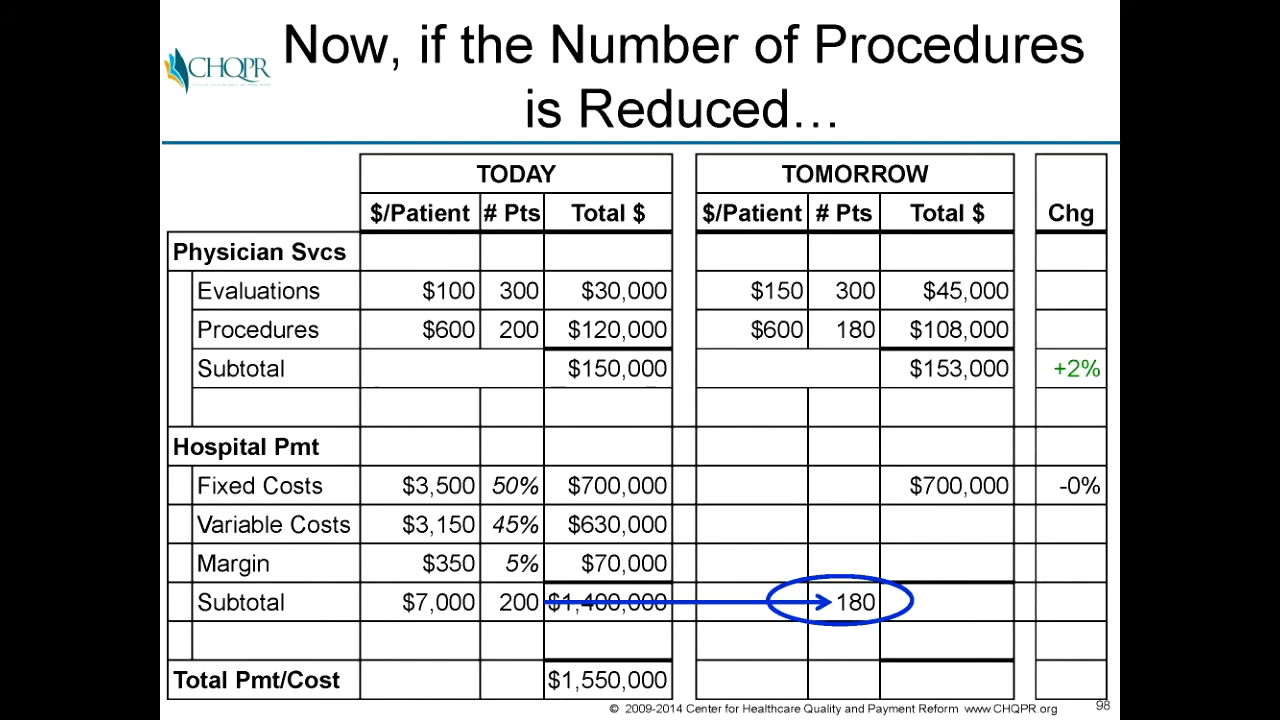 Now, if the Number of Procedures
is Reduced…
CHQPR
TODAY TOMORROW
$/Patient # Pts Total $ $/Patient # Pts Total $ Chg
Physician Svcs
Evaluations $100 300 $30,000 $150 300 $45,000
Procedures $600 200 $120,000 $600 180 $108,000
Subtotal $150,000 $153,000 +2%
Hospital Pmt
Fixed Costs $3,500 50% $700,000 $700,000 -0%
Variable Costs $3,150 45% $630,000
Margin $350 5% $70,000
Subtotal $7,000 200 $1,400,000 180
Total Pmt/Cost $1,550,000
© 2009-2014 Center for Healthcare Quality and Payment Reform www.CHQPR.org 98